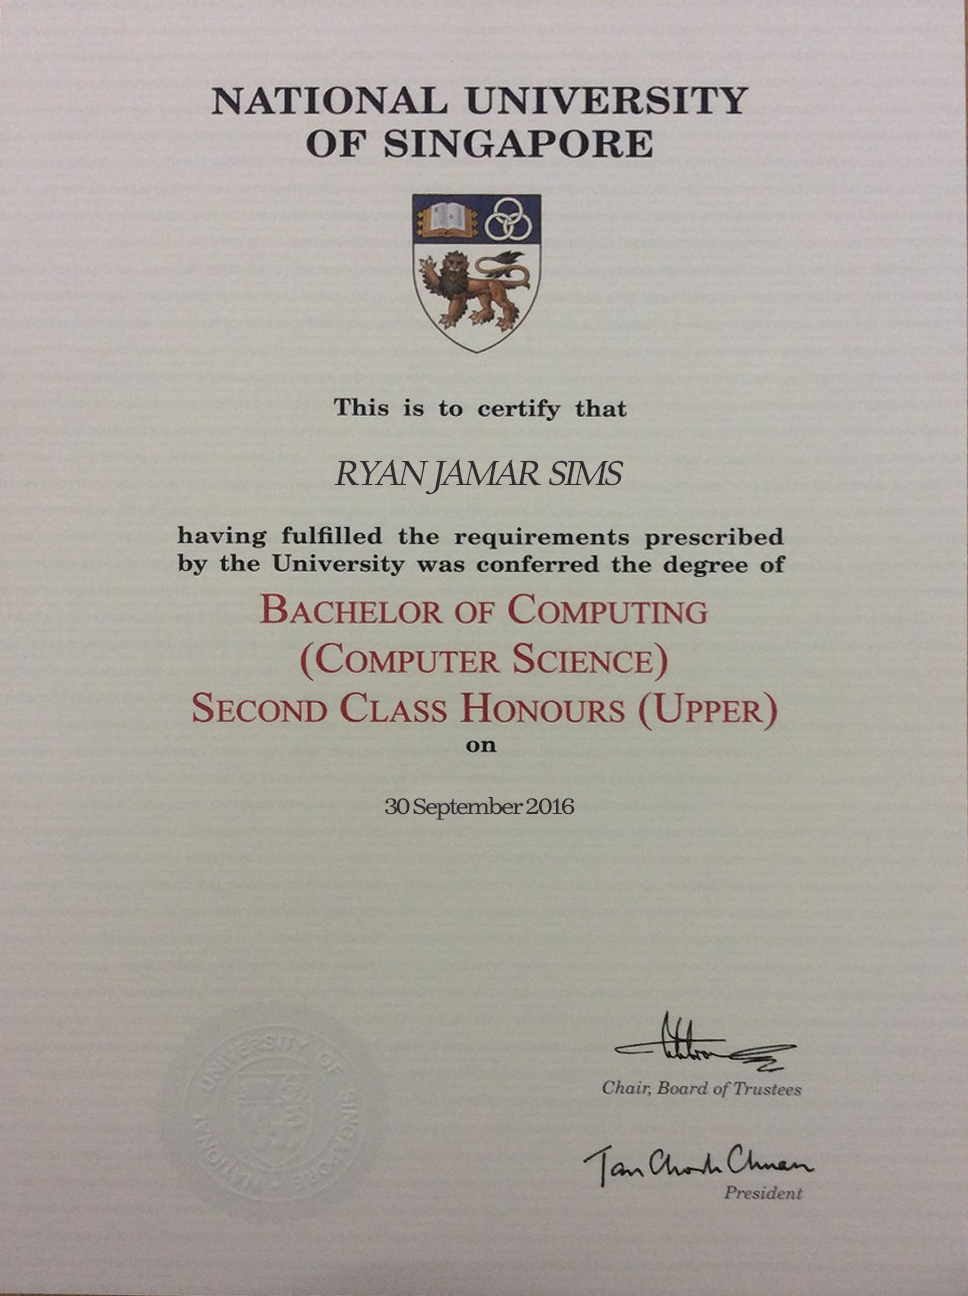 NATIONAL UNIVERSITY
OF SINGAPORE
This is to certify that
RYAN JAMAR SIMS
having fulfilled the requirements prescribed
by the University was conferred the degree of
BACHELOR OF COMPUTING
(COMPUTER SCIENCE)
SECOND CLASS HONOURS (UPPER)
on
30 September 2016
Chair, Board of Trustees
Tan Chorh Chuan
President
NATIONAL UNIVERSITY OF SINGAPORE